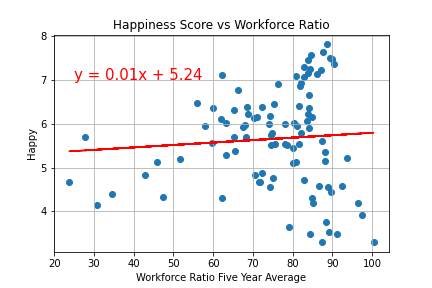 Happiness Score vs Workforce Ratio
8
7
6
5
4
y = 0.01x + 5.24
Happy
20 30 40 50 60 70 80 90 100
Workforce Ratio Five Year Average